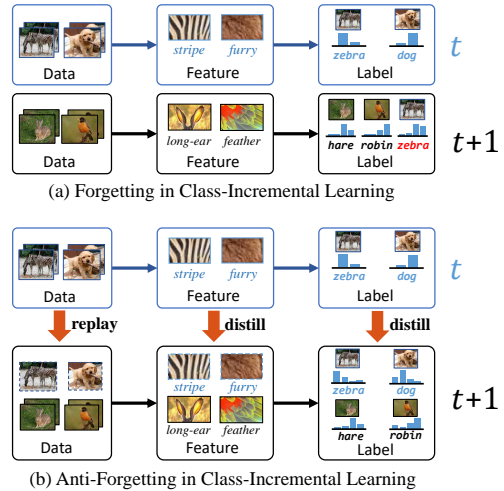 stripe furry
zebra dog
Data Feature Label
t
long-ear feather
hare robin zebra
Data Feature Label
t+1
(a) Forgetting in Class-Incremental Learning
stripe furry
zebra dog
Data Feature Label
t
replay distill distill
stripe furry
zebra dog
long-ear feather
hare robin
Data Feature Label
t+1
(b) Anti-Forgetting in Class-Incremental Learning